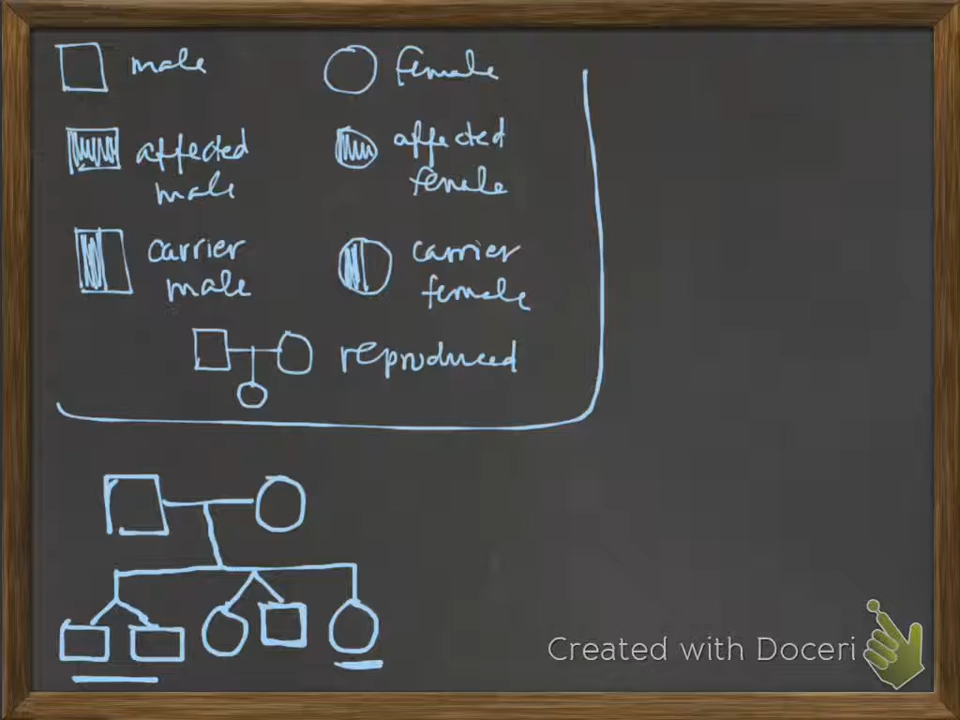 male
female
affected
male
affected
female
carrier
male
carrier
female
reproduced
Created with Doceri